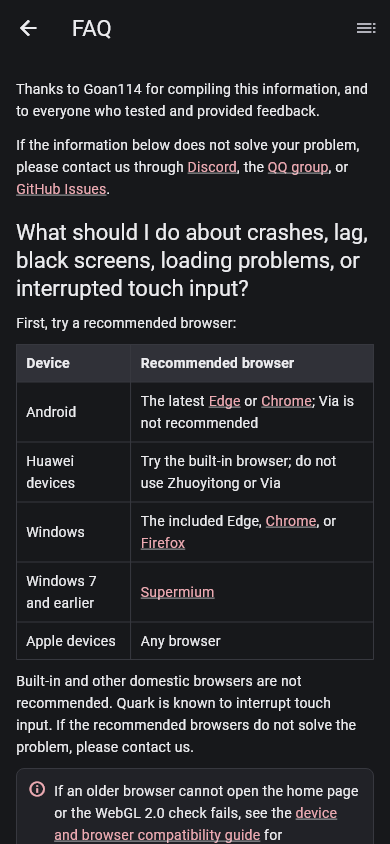 FAQ
Thanks to Goan114 for compiling this information, and
to everyone who tested and provided feedback.
If the information below does not solve your problem,
please contact us through Discord, the QQ group, or
GitHub Issues.
What should I do about crashes, lag,
black screens, loading problems, or
interrupted touch input?
First, try a recommended browser:
Device
Recommended browser
Android
The latest Edge or Chrome; Via is
not recommended
Huawei
devices
Try the built-in browser; do not
use Zhuoyitong or Via
Windows
The included Edge, Chrome, or
Firefox
Windows 7
and earlier
Supermium
Apple devices
Any browser
Built-in and other domestic browsers are not
recommended. Quark is known to interrupt touch
input. If the recommended browsers do not solve the
problem, please contact us.
If an older browser cannot open the home page
or the WebGL 2.0 check fails, see the device
and browser compatibility guide for